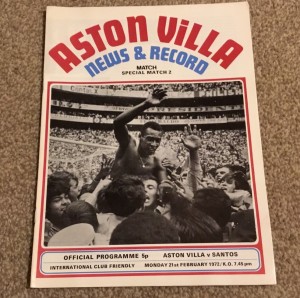 ASTON VILLA
NEWS & RECORD
MATCH
SPECIAL MATCH 2
OFFICIAL PROGRAMME 5p
ASTON VILLA v SANTOS
INTERNATIONAL CLUB FRIENDLY
MONDAY 21st FEBRUARY 1972/K.O. 7.45 pm